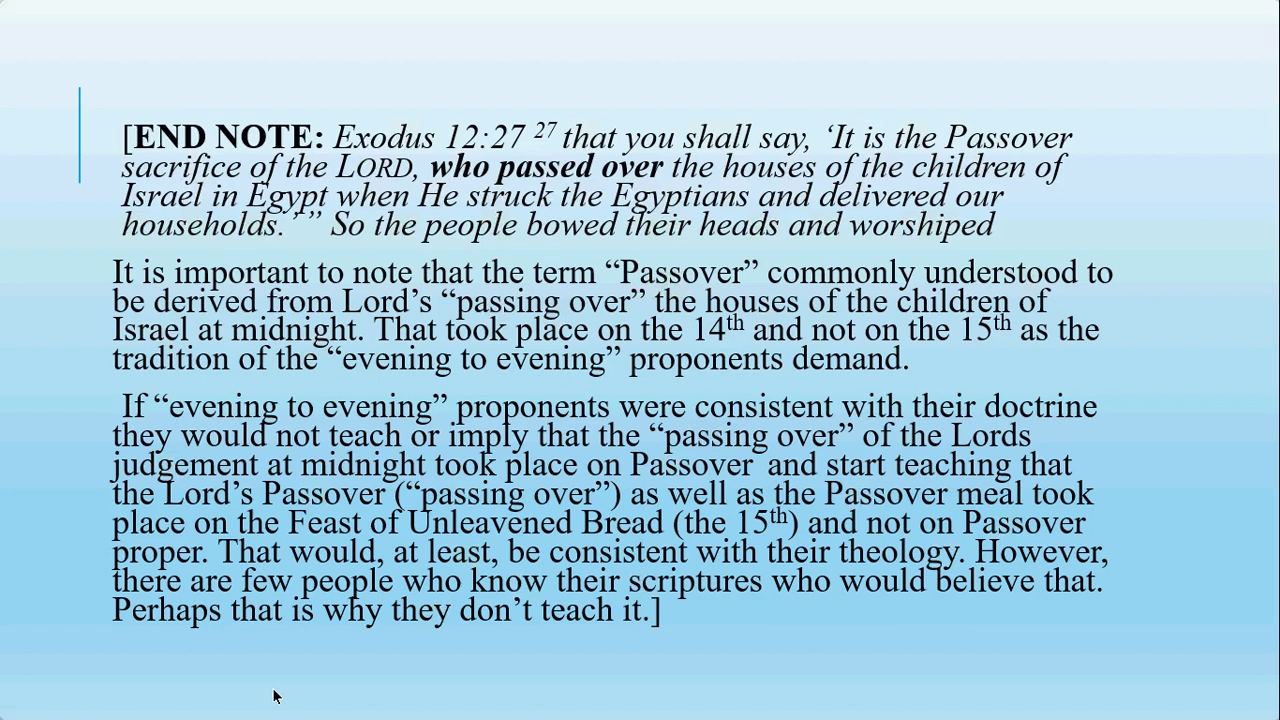 [END NOTE: Exodus 12:27 27 that you shall say, ‘It is the Passover
sacrifice of the LORD, who passed over the houses of the children of
Israel in Egypt when He struck the Egyptians and delivered our
households.’ ” So the people bowed their heads and worshiped
It is important to note that the term “Passover” commonly understood to
be derived from Lord’s “passing over” the houses of the children of
Israel at midnight. That took place on the 14th and not on the 15th as the
tradition of the “evening to evening” proponents demand.
If “evening to evening” proponents were consistent with their doctrine
they would not teach or imply that the “passing over” of the Lords
judgement at midnight took place on Passover and start teaching that
the Lord’s Passover (“passing over”) as well as the Passover meal took
place on the Feast of Unleavened Bread (the 15th) and not on Passover
proper. That would, at least, be consistent with their theology. However,
there are few people who know their scriptures who would believe that.
Perhaps that is why they don’t teach it.]